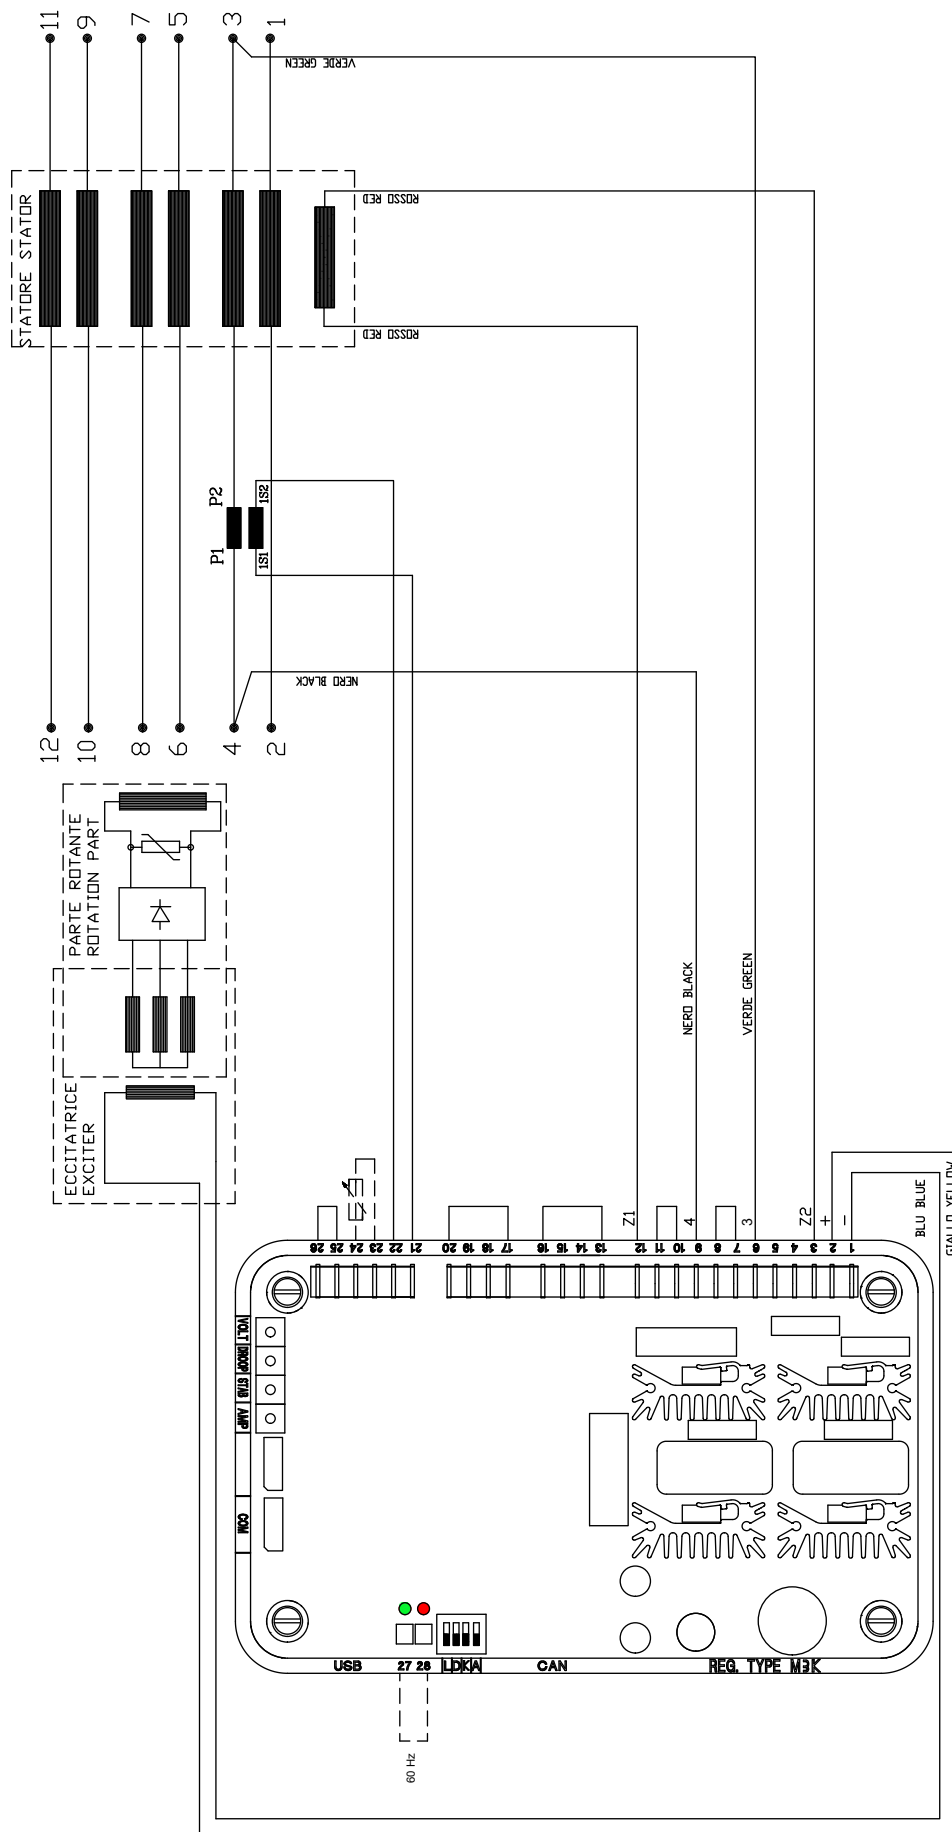 11
9
7
5
3
1
VERDE GREEN
STATORE STATOR
ROSSO RED
ROSSO RED
P2
1S2
P1
1S1
NERO BLACK
12
10
8
6
4
2
PARTE ROTANTE
ROTATION PART
ECCITATRICE
EXCITER
NERO BLACK
VERDE GREEN
BLU BLUE
GIALLO YELLOW
Z1
4
3
Z2
+
-
26
25
24
23
22
21
20
19
18
17
16
15
14
13
12
11
10
9
8
7
6
5
4
3
2
1
VOLT
DROOP
STAB
AMP
COM
USB
27 28
L D K A
CAN
REG. TYPE M3K
60 Hz